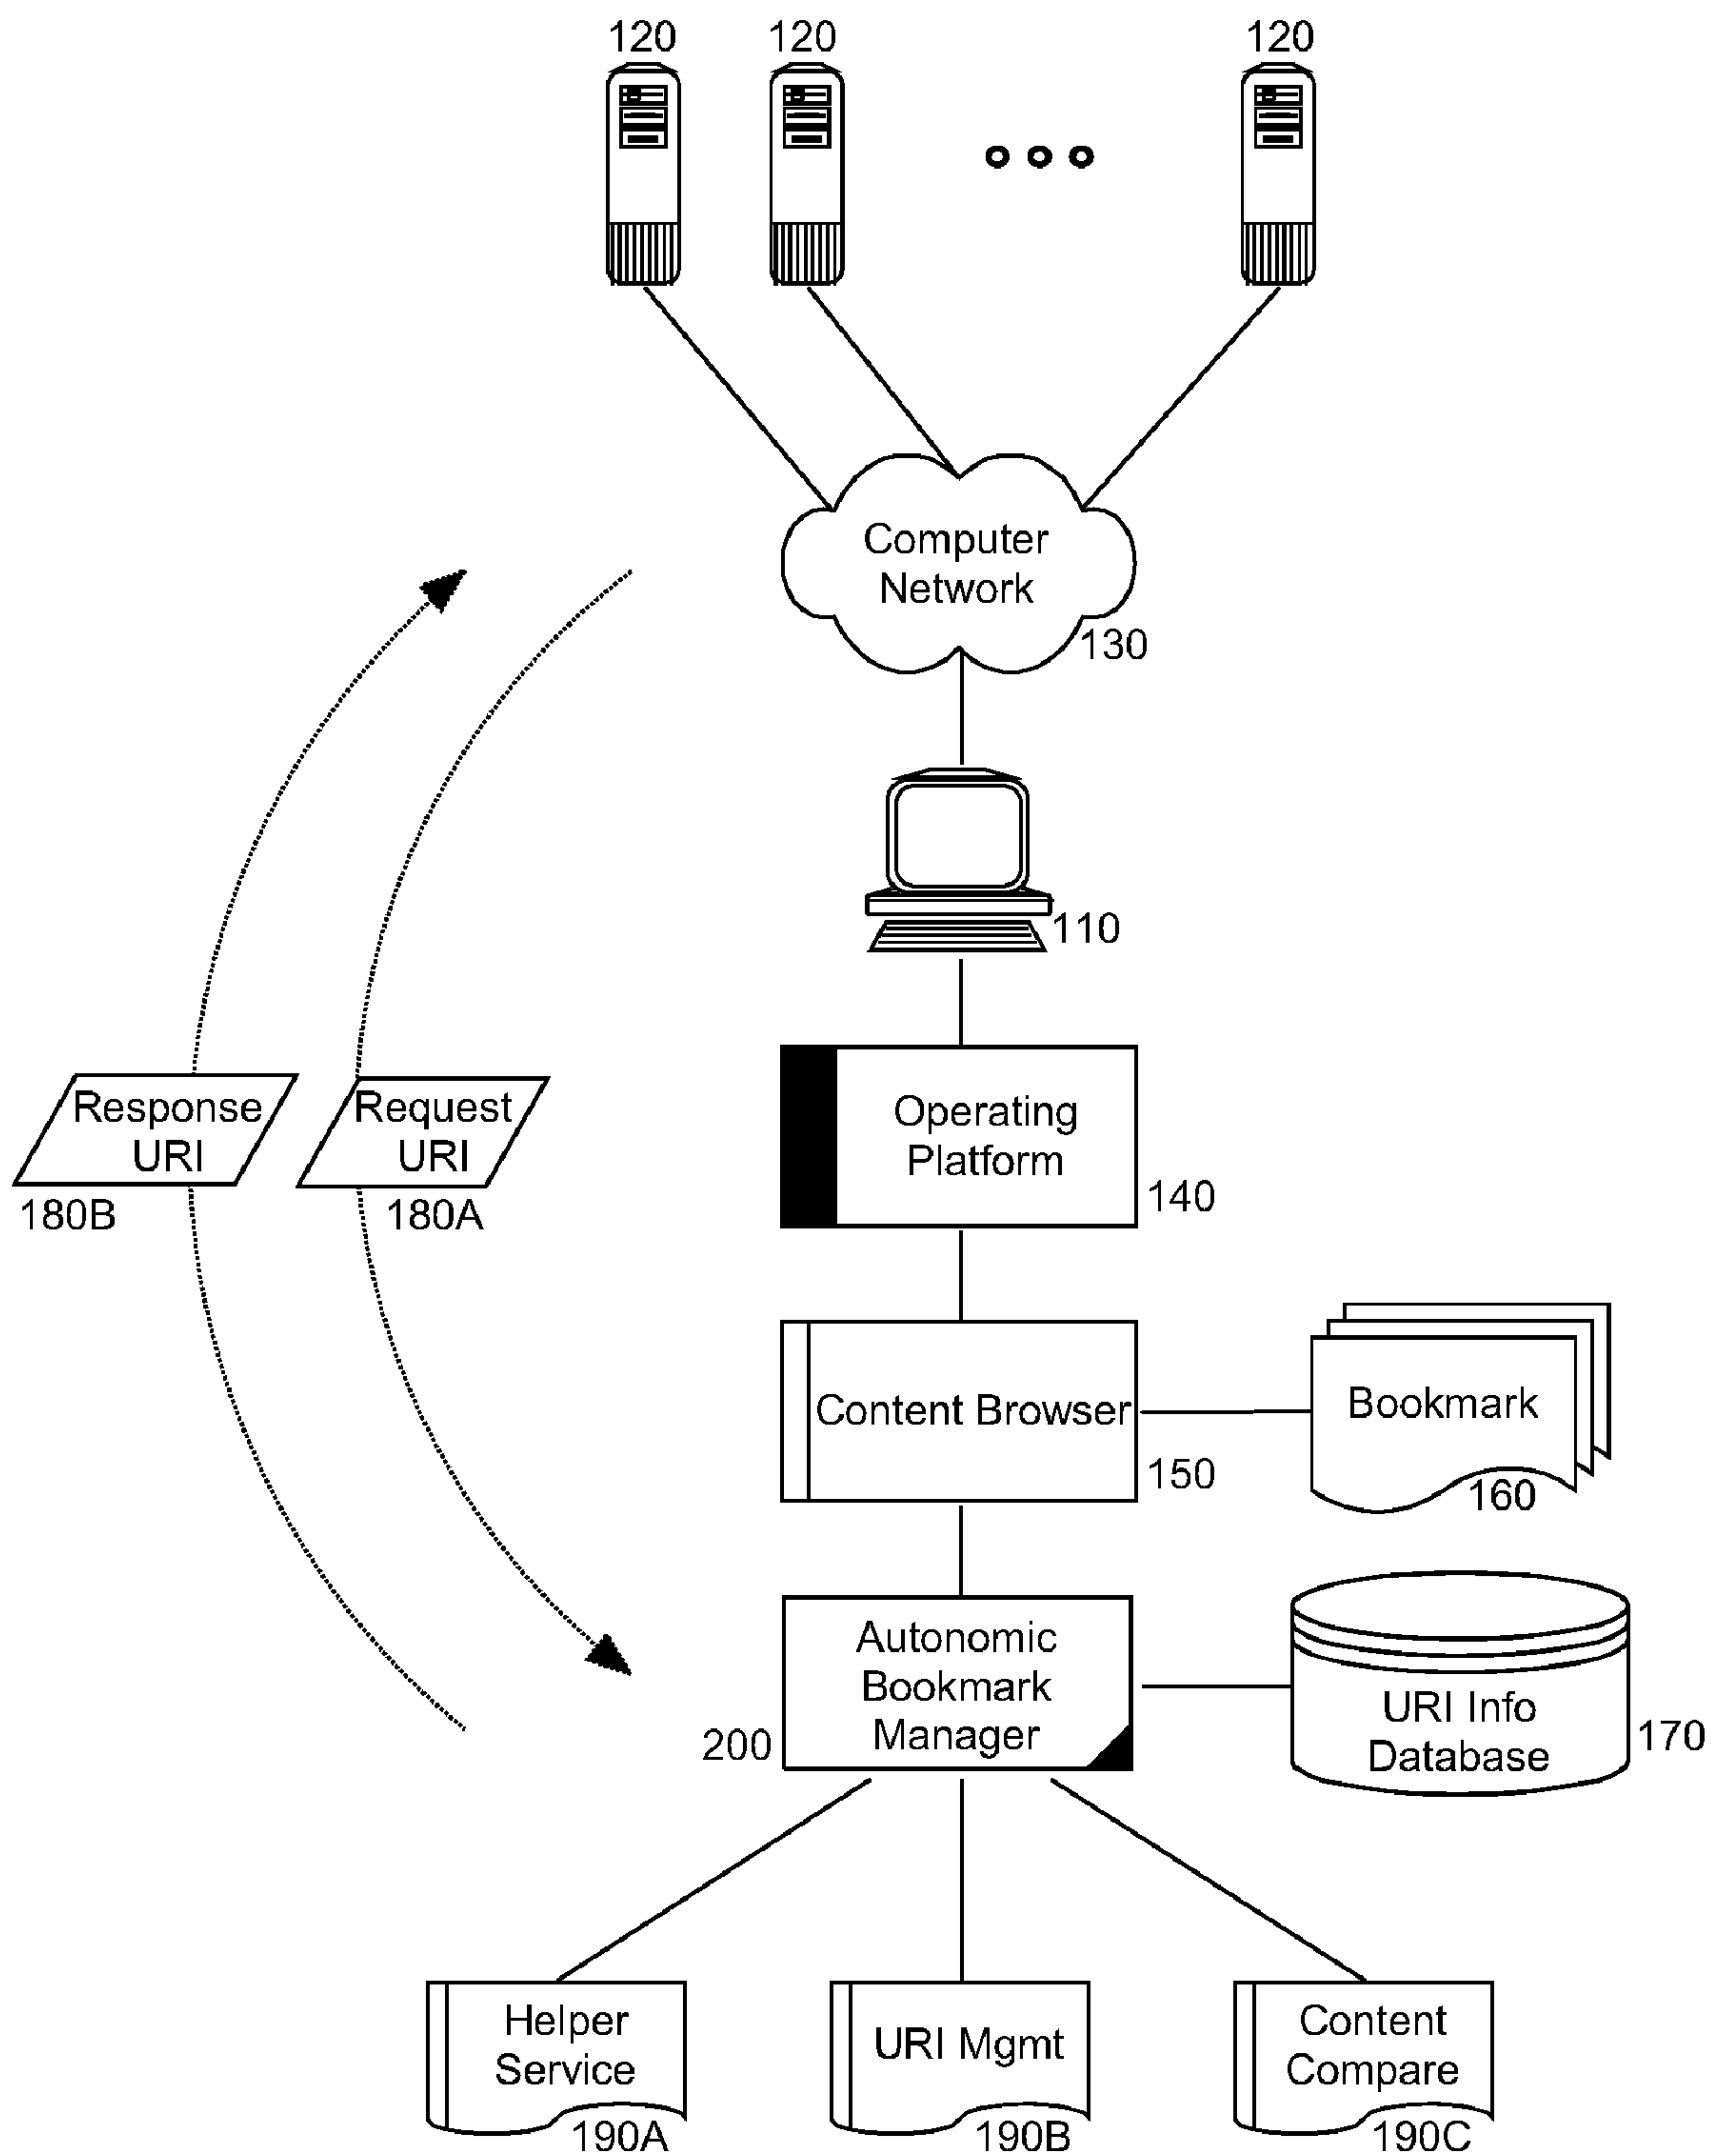 120
120
120
Computer
Network
130
110
Response
URI
180B
Request
URI
180A
Operating
Platform
140
Content Browser
150
Bookmark
160
Autonomic
Bookmark
Manager
200
URI Info
Database
170
Helper
Service
190A
URI Mgmt
190B
Content
Compare
190C